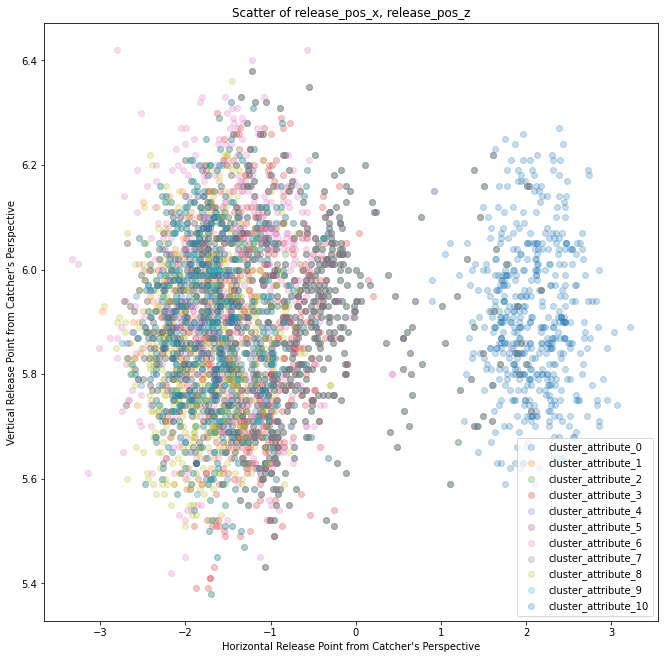 Scatter of release_pos_x, release_pos_z
Vertical Release Point from Catcher's Perspective
6.4
6.2
6.0
5.8
5.6
5.4
cluster_attribute_0
cluster_attribute_1
cluster_attribute_2
cluster_attribute_3
cluster_attribute_4
cluster_attribute_5
cluster_attribute_6
cluster_attribute_7
cluster_attribute_8
cluster_attribute_9
cluster_attribute_10
−3 −2 −1 0 1 2 3
Horizontal Release Point from Catcher's Perspective